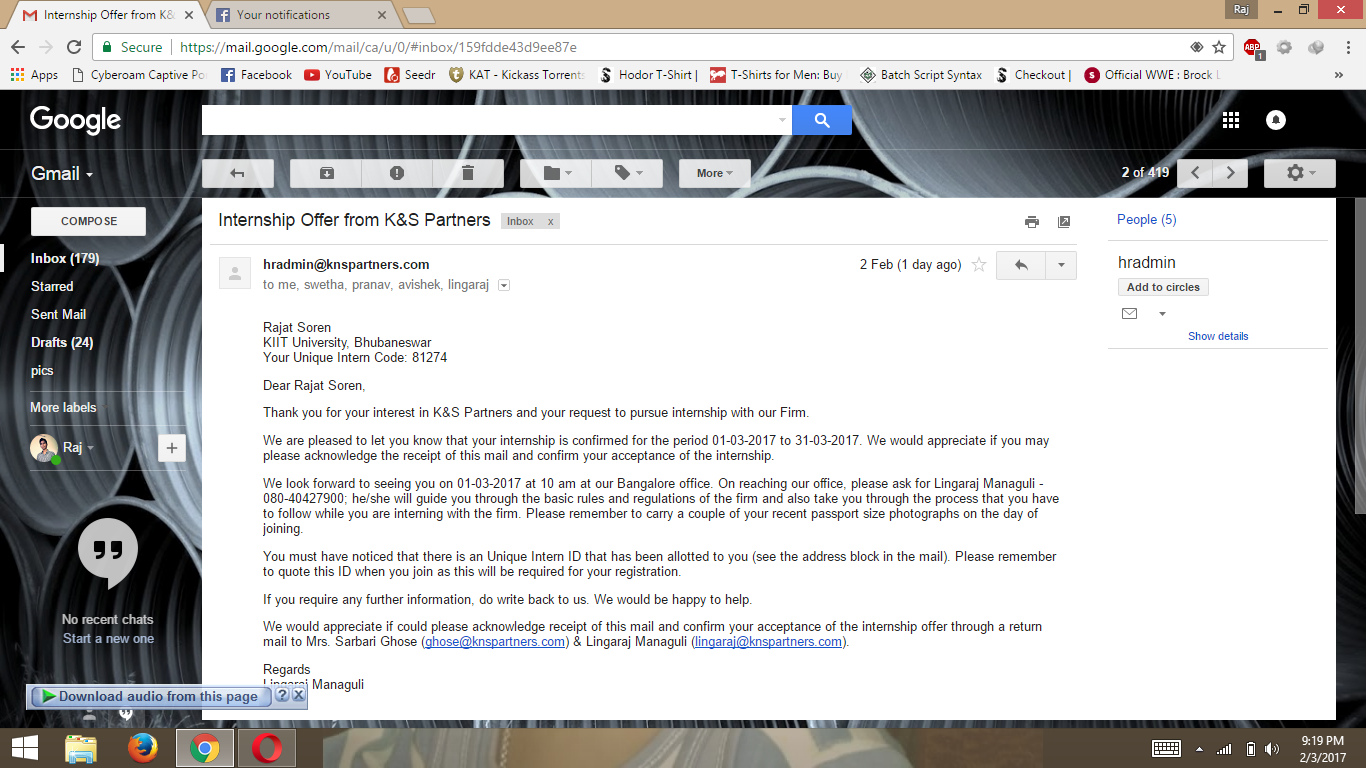 Internship Offer from K&
Your notifications
Raj
Secure
https://mail.google.com/mail/ca/u/0/#inbox/159fdde43d9ee87e
ABP
1
Apps
Cyberoam Captive Po
Facebook
YouTube
Seedr
KAT - Kickass Torrents
Hodor T-Shirt |
T-Shirts for Men: Buy
Batch Script Syntax
Checkout |
Official WWE : Brock L
»
Google
Gmail
More
2 of 419
COMPOSE
Inbox (179)
Starred
Sent Mail
Drafts (24)
pics
More labels
Raj
No recent chats
Start a new one
Internship Offer from K&S Partners
Inbox x
hradmin@knspartners.com
2 Feb (1 day ago)
to me, swetha, pranav, avishek, lingaraj
Rajat Soren
KIIT University, Bhubaneswar
Your Unique Intern Code: 81274
Dear Rajat Soren,
Thank you for your interest in K&S Partners and your request to pursue internship with our Firm.
We are pleased to let you know that your internship is confirmed for the period 01-03-2017 to 31-03-2017. We would appreciate if you may
please acknowledge the receipt of this mail and confirm your acceptance of the internship.
We look forward to seeing you on 01-03-2017 at 10 am at our Bangalore office. On reaching our office, please ask for Lingaraj Managuli -
080-40427900; he/she will guide you through the basic rules and regulations of the firm and also take you through the process that you have
to follow while you are interning with the firm. Please remember to carry a couple of your recent passport size photographs on the day of
joining.
You must have noticed that there is an Unique Intern ID that has been allotted to you (see the address block in the mail). Please remember
to quote this ID when you join as this will be required for your registration.
If you require any further information, do write back to us. We would be happy to help.
We would appreciate if could please acknowledge receipt of this mail and confirm your acceptance of the internship offer through a return
mail to Mrs. Sarbari Ghose (ghose@knspartners.com) & Lingaraj Managuli (lingaraj@knspartners.com).
Regards
Lingaraj Managuli
People (5)
hradmin
Add to circles
Show details
Download audio from this page
? X
9:19 PM
2/3/2017